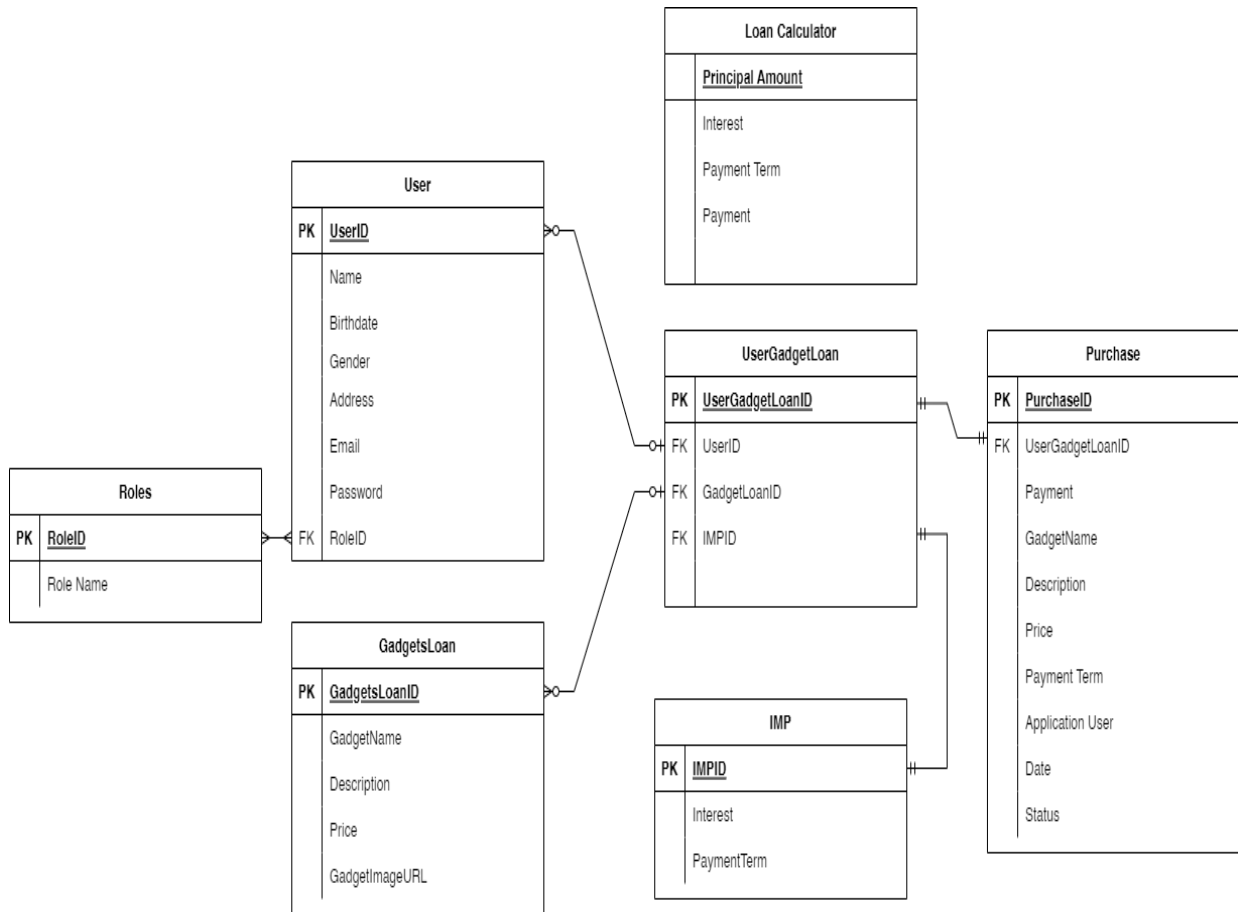 Loan Calculator
Principal Amount
Interest
Payment Term
Payment
User
PK UserID
Name
Birthdate
Gender
Address
Email
Password
FK RoleID
Roles
PK RoleID
Role Name
GadgetsLoan
PK GadgetsLoanID
GadgetName
Description
Price
GadgetImageURL
UserGadgetLoan
PK UserGadgetLoanID
FK UserID
FK GadgetLoanID
FK IMPID
IMP
PK IMPID
Interest
PaymentTerm
Purchase
PK PurchaseID
FK UserGadgetLoanID
Payment
GadgetName
Description
Price
Payment Term
Application User
Date
Status